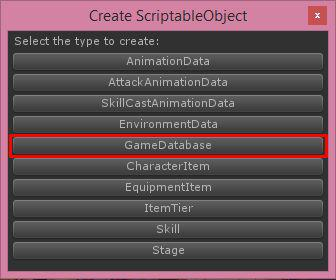 Create ScriptableObject
x
Select the type to create:
AnimationData
AttackAnimationData
SkillCastAnimationData
EnvironmentData
GameDatabase
CharacterItem
EquipmentItem
ItemTier
Skill
Stage